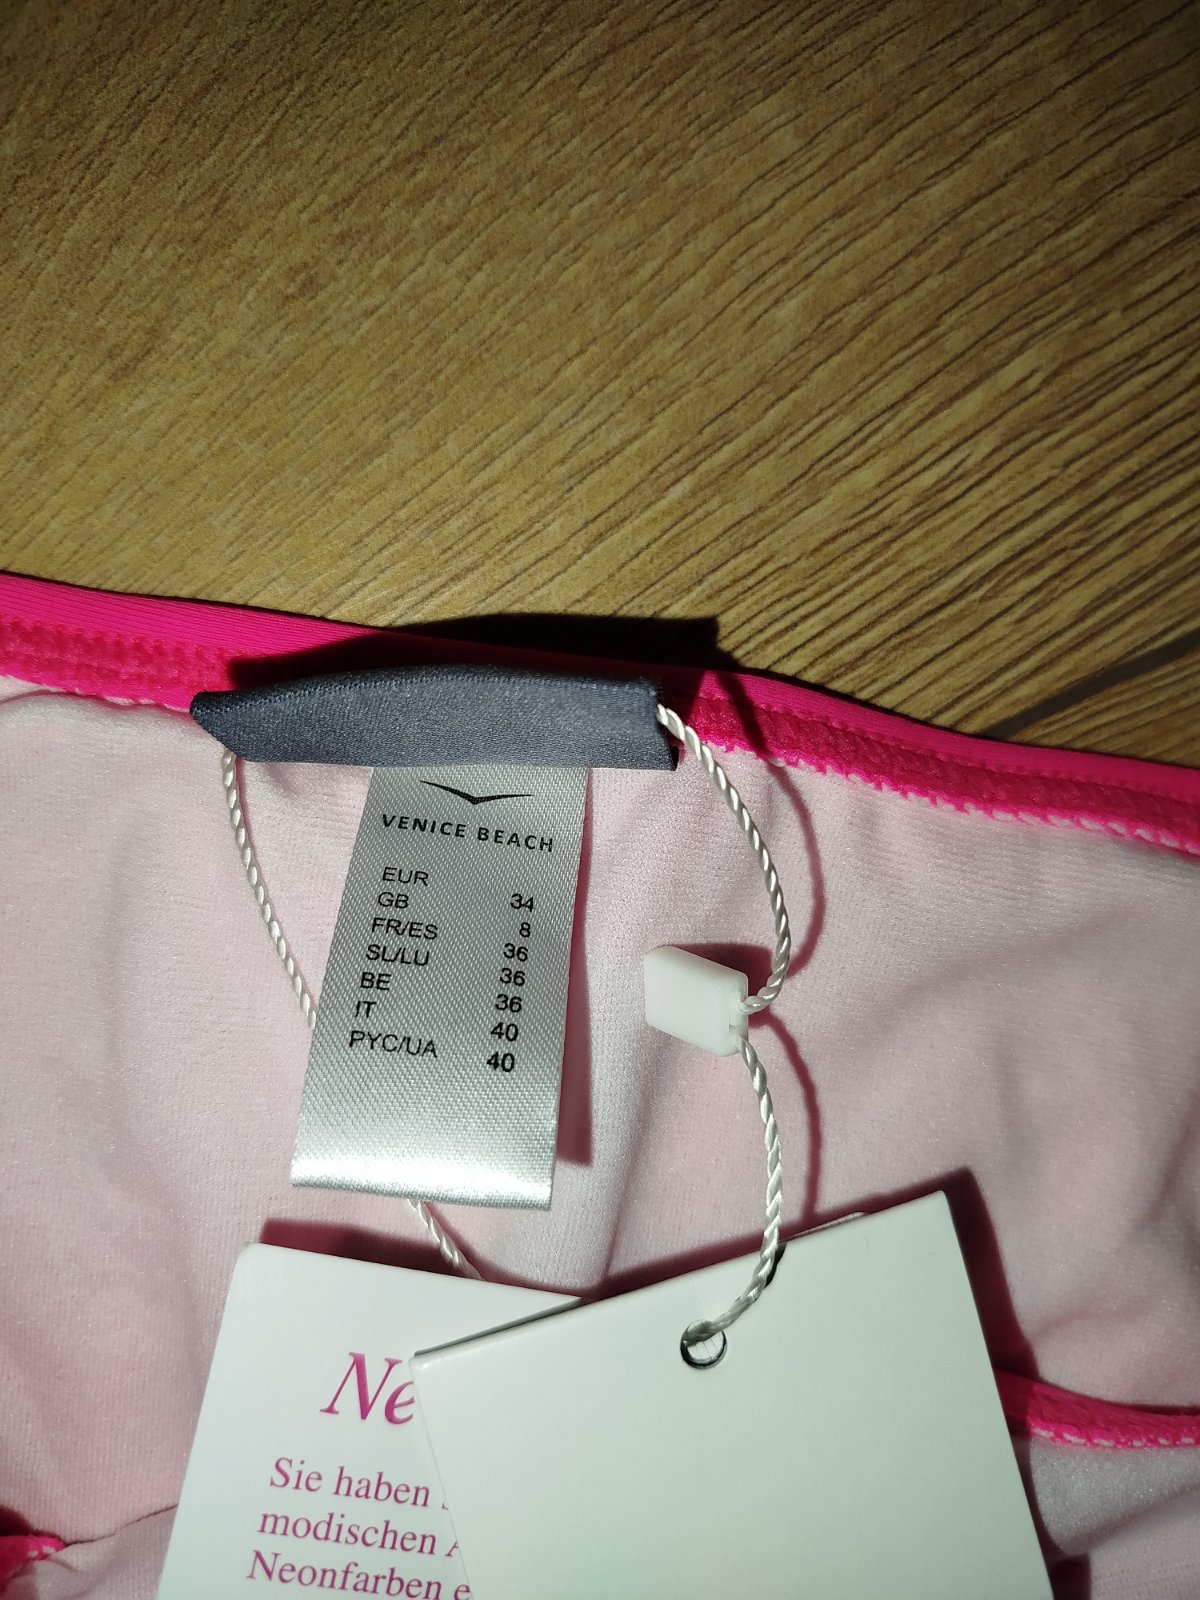 VENICE BEACH
EUR 34
GB 8
FR/ES 36
SL/LU 36
BE 36
IT 40
PYC/UA 40
Ne
Sie haben
modischen
Neonfarben